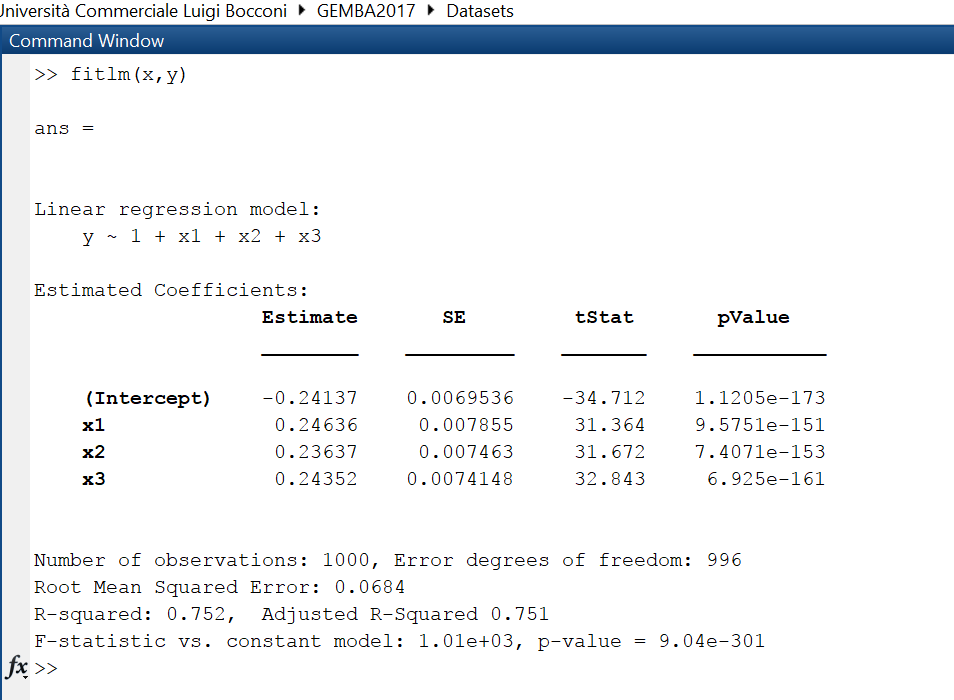 Università Commerciale Luigi Bocconi ▶ GEMBA2017 ▶ Datasets
Command Window
>> fitlm(x,y)
ans =
Linear regression model:
y ~ 1 + x1 + x2 + x3
Estimated Coefficients:
Estimate SE tStat pValue
(Intercept) -0.24137 0.0069536 -34.712 1.1205e-173
x1 0.24636 0.007855 31.364 9.5751e-151
x2 0.23637 0.007463 31.672 7.4071e-153
x3 0.24352 0.0074148 32.843 6.925e-161
Number of observations: 1000, Error degrees of freedom: 996
Root Mean Squared Error: 0.0684
R-squared: 0.752, Adjusted R-Squared 0.751
F-statistic vs. constant model: 1.01e+03, p-value = 9.04e-301
fx >>